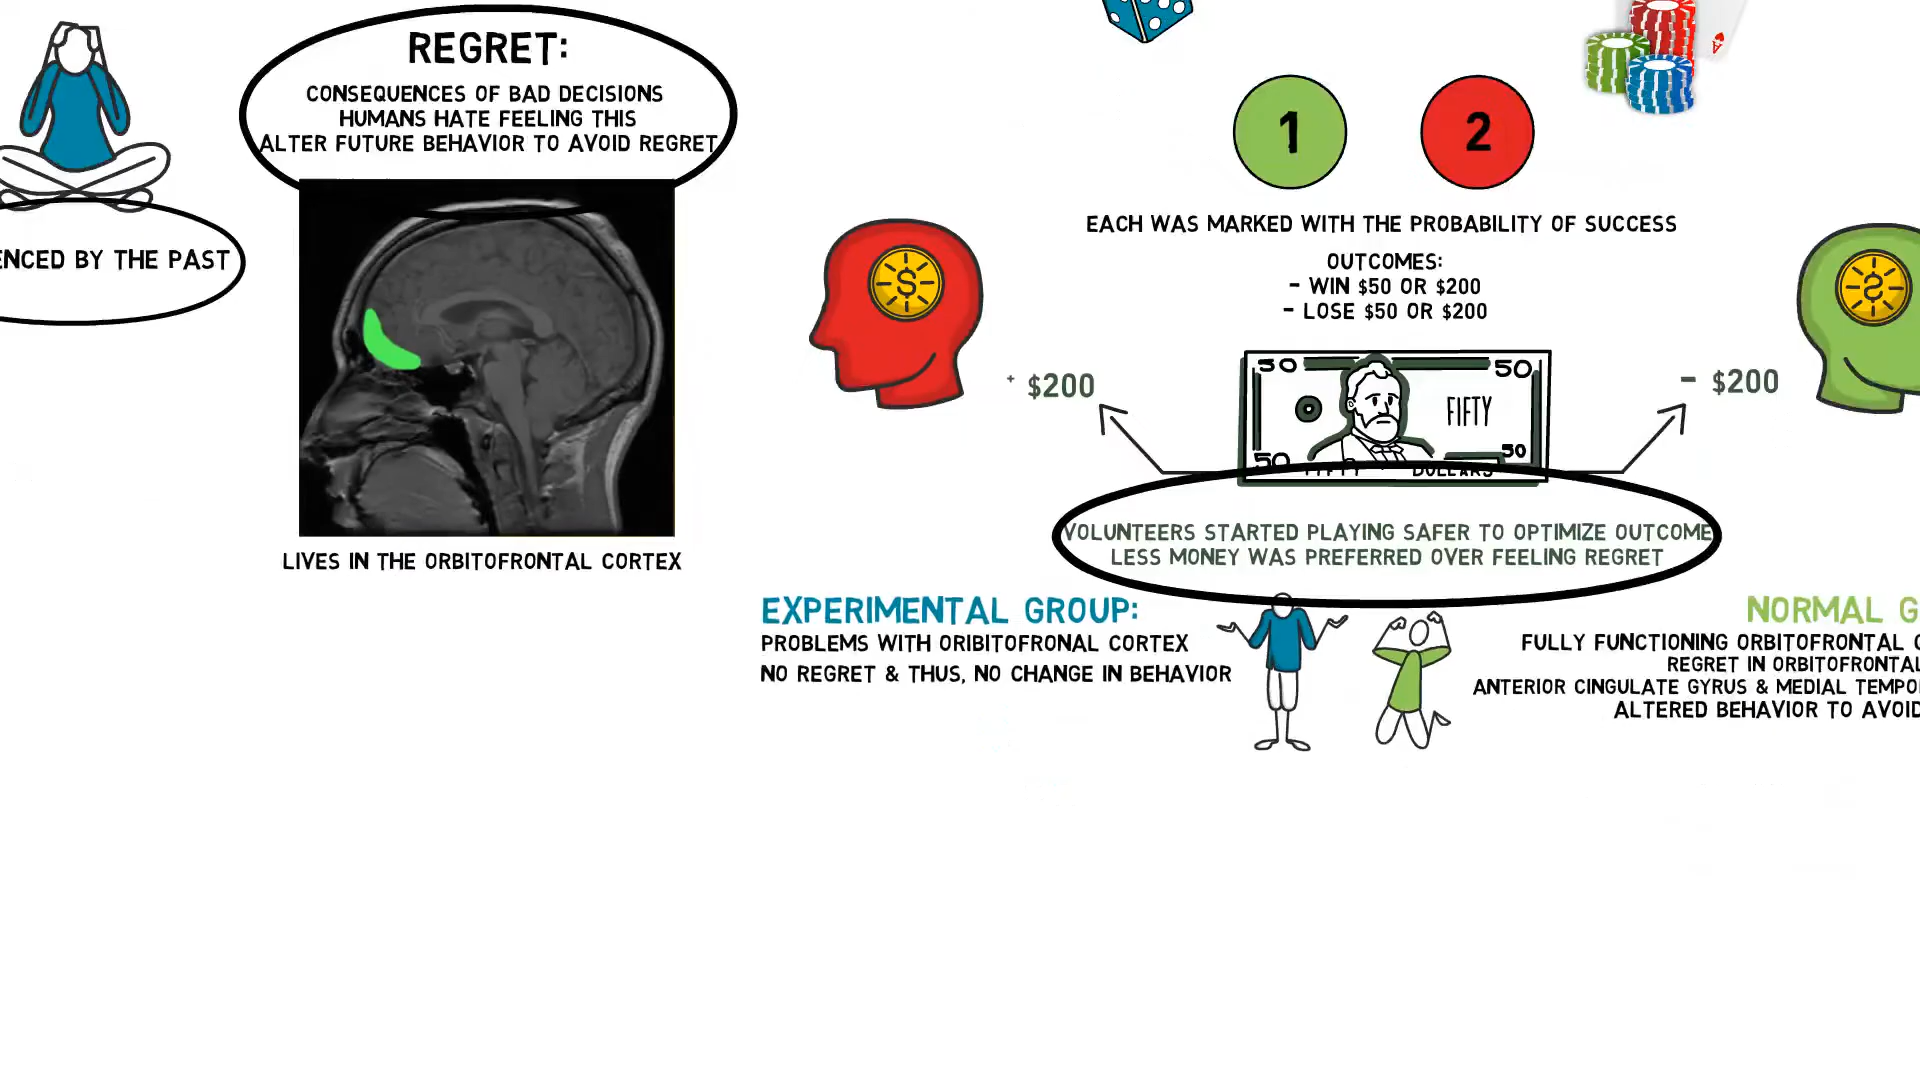 REGRET:
CONSEQUENCES OF BAD DECISIONS
HUMANS HATE FEELING THIS
ALTER FUTURE BEHAVIOR TO AVOID REGRET
BY THE PAST
LIVES IN THE ORBITOFRONTAL CORTEX
1
2
EACH WAS MARKED WITH THE PROBABILITY OF SUCCESS
OUTCOMES:
- WIN $50 OR $200
- LOSE $50 OR $200
$
+ $200
50
50
FIFTY
50
50
FIFTY DOLLARS
- $200
VOLUNTEERS STARTED PLAYING SAFER TO OPTIMIZE OUTCOME
LESS MONEY WAS PREFERRED OVER FEELING REGRET
EXPERIMENTAL GROUP:
PROBLEMS WITH ORIBITOFRONAL CORTEX
NO REGRET & THUS, NO CHANGE IN BEHAVIOR
NORMAL
FULLY FUNCTIONING ORBITOFRONTAL
REGRET IN ORBITOFRONTAL
ANTERIOR CINGULATE GYRUS & MEDIAL
ALTERED BEHAVIOR TO AVOID